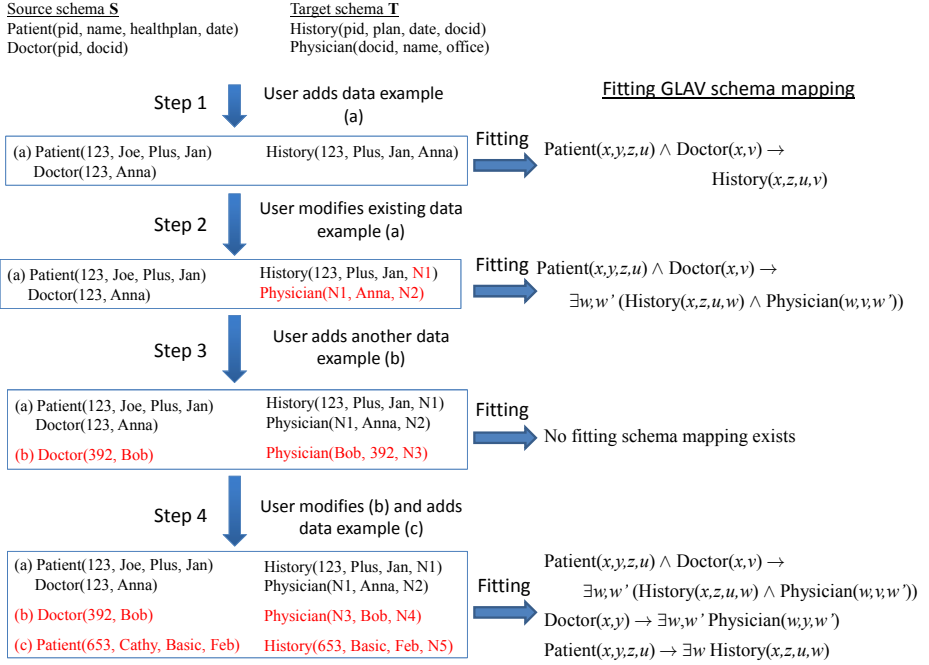 Source schema S
Target schema T
Patient(pid, name, healthplan, date)
History(pid, plan, date, docid)
Doctor(pid, docid)
Physician(docid, name, office)
Step 1
User adds data example
(a)
Fitting GLAV schema mapping
(a) Patient(123, Joe, Plus, Jan)
Doctor(123, Anna)
History(123, Plus, Jan, Anna)
Fitting
Patient(x,y,z,u) ∧ Doctor(x,v) →
History(x,z,u,v)
Step 2
User modifies existing data
example (a)
(a) Patient(123, Joe, Plus, Jan)
Doctor(123, Anna)
History(123, Plus, Jan, N1)
Physician(N1, Anna, N2)
Fitting
Patient(x,y,z,u) ∧ Doctor(x,v) →
∃w,w’ (History(x,z,u,w) ∧ Physician(w,v,w’))
Step 3
User adds another data
example (b)
(a) Patient(123, Joe, Plus, Jan)
Doctor(123, Anna)
History(123, Plus, Jan, N1)
Physician(N1, Anna, N2)
(b) Doctor(392, Bob)
Physician(Bob, 392, N3)
Fitting
No fitting schema mapping exists
Step 4
User modifies (b) and adds
data example (c)
(a) Patient(123, Joe, Plus, Jan)
Doctor(123, Anna)
History(123, Plus, Jan, N1)
Physician(N1, Anna, N2)
(b) Doctor(392, Bob)
Physician(N3, Bob, N4)
(c) Patient(653, Cathy, Basic, Feb)
History(653, Basic, Feb, N5)
Fitting
Patient(x,y,z,u) ∧ Doctor(x,v) →
∃w,w’ (History(x,z,u,w) ∧ Physician(w,v,w’))
Doctor(x,y) → ∃w,w’ Physician(w,y,w’)
Patient(x,y,z,u) → ∃w History(x,z,u,w)